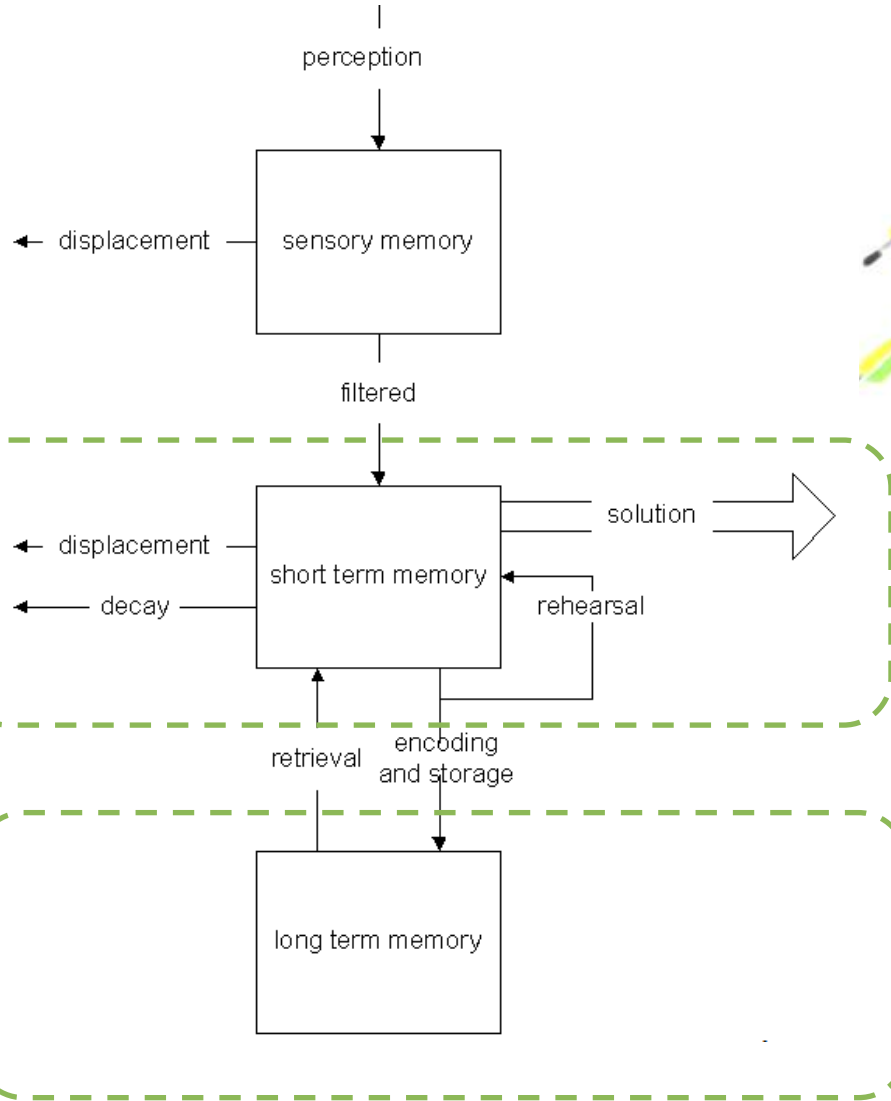 perception
displacement
sensory memory
filtered
displacement
solution
short term memory
decay
rehearsal
retrieval
encoding
and storage
long term memory